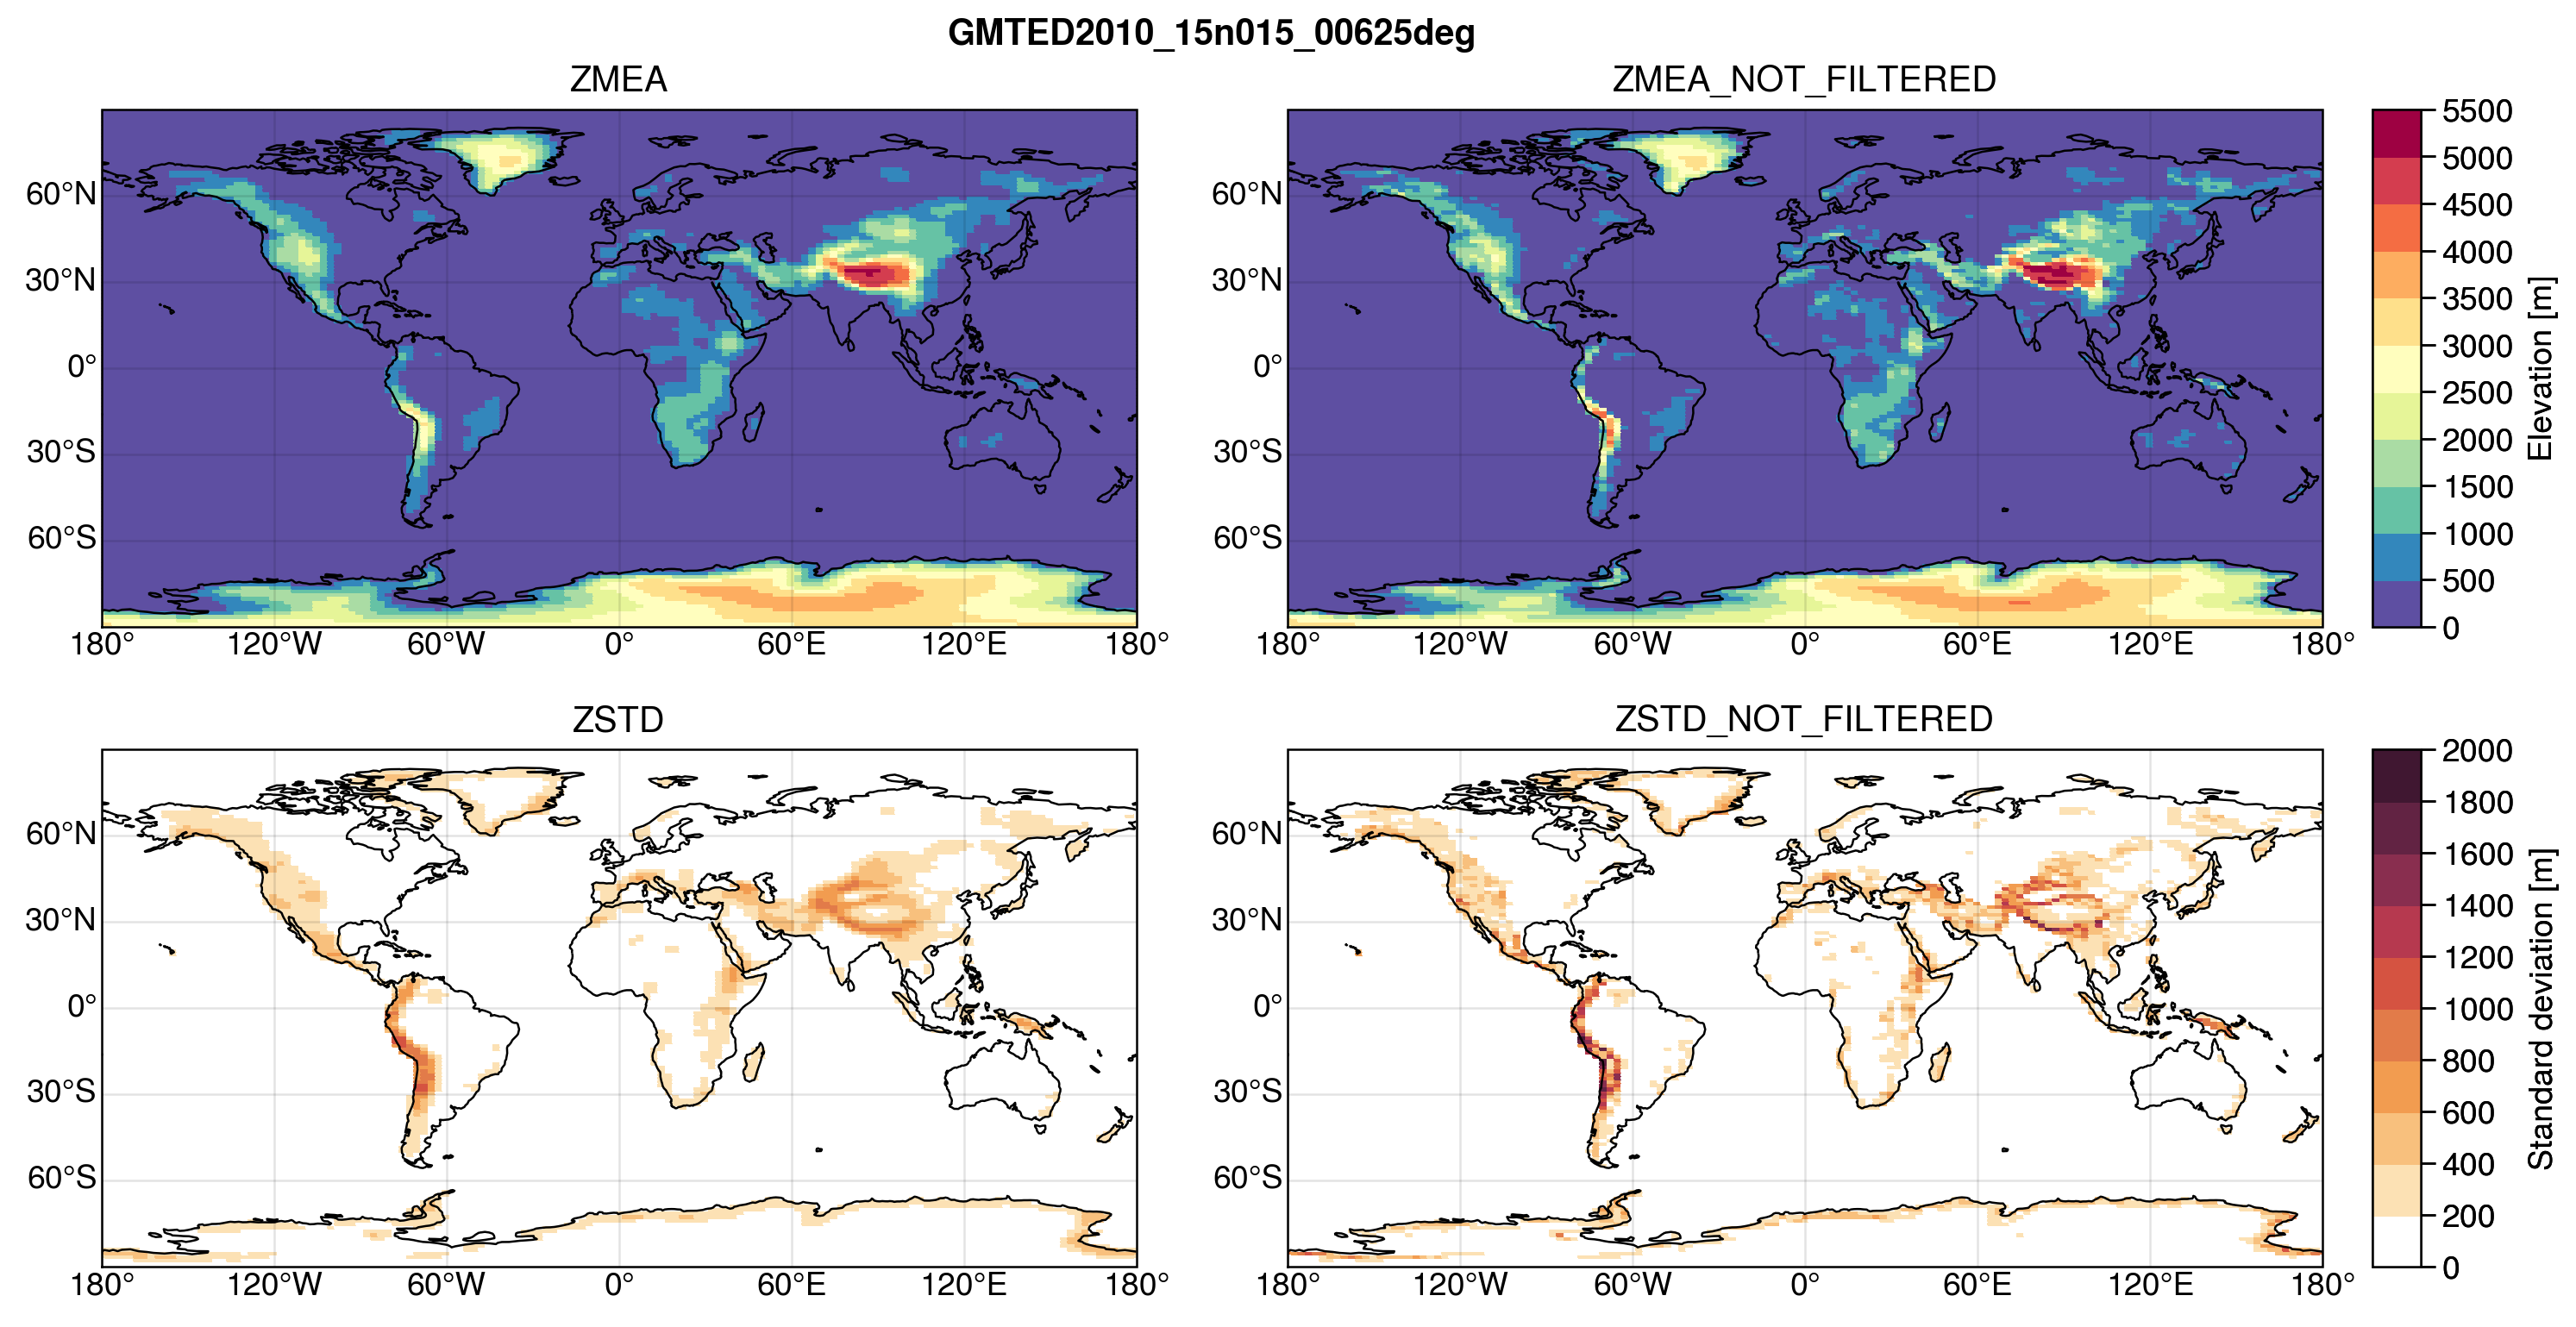 GMTED2010_15n015_00625deg
ZMEA
ZMEA_NOT_FILTERED
60°N
30°N
0°
30°S
60°S
180° 120°W 60°W 0° 60°E 120°E 180°
60°N
30°N
0°
30°S
60°S
180° 120°W 60°W 0° 60°E 120°E 180°
5500
5000
4500
4000
3500
3000
2500
2000
1500
1000
500
0
Elevation [m]
ZSTD
ZSTD_NOT_FILTERED
60°N
30°N
0°
30°S
60°S
180° 120°W 60°W 0° 60°E 120°E 180°
60°N
30°N
0°
30°S
60°S
180° 120°W 60°W 0° 60°E 120°E 180°
2000
1800
1600
1400
1200
1000
800
600
400
200
0
Standard deviation [m]